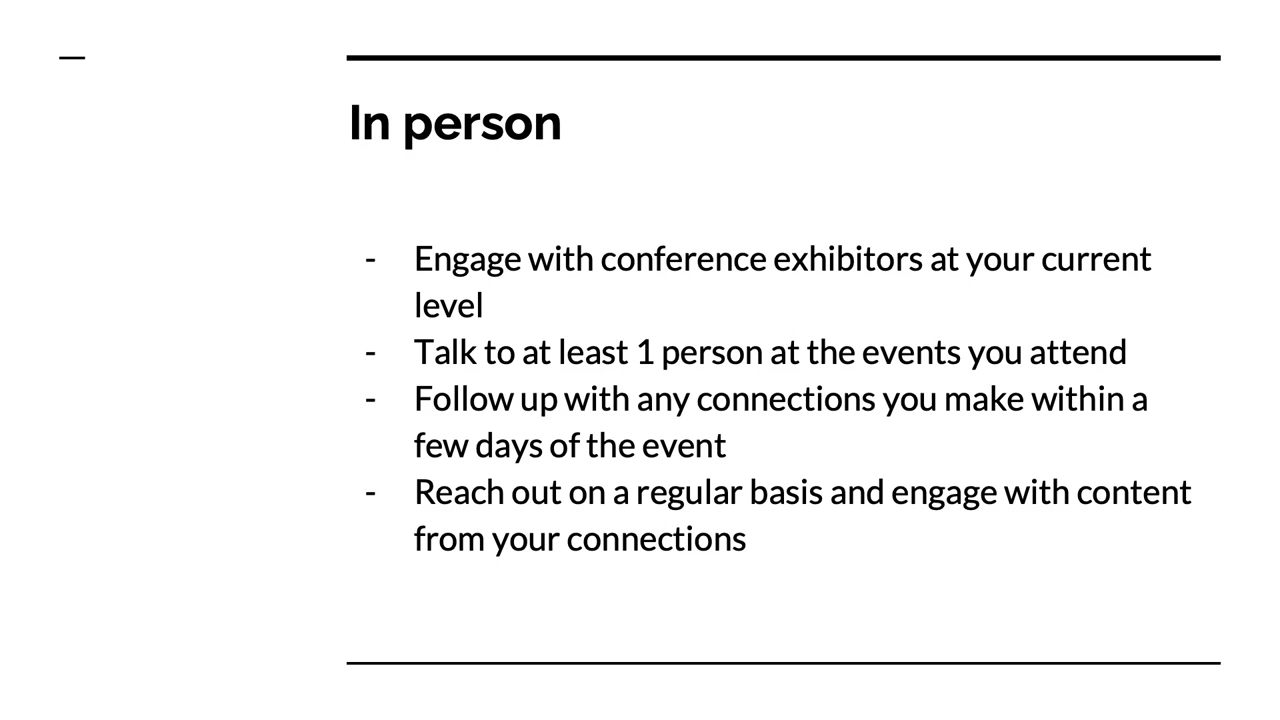 In person
- Engage with conference exhibitors at your current
level
- Talk to at least 1 person at the events you attend
- Follow up with any connections you make within a
few days of the event
- Reach out on a regular basis and engage with content
from your connections